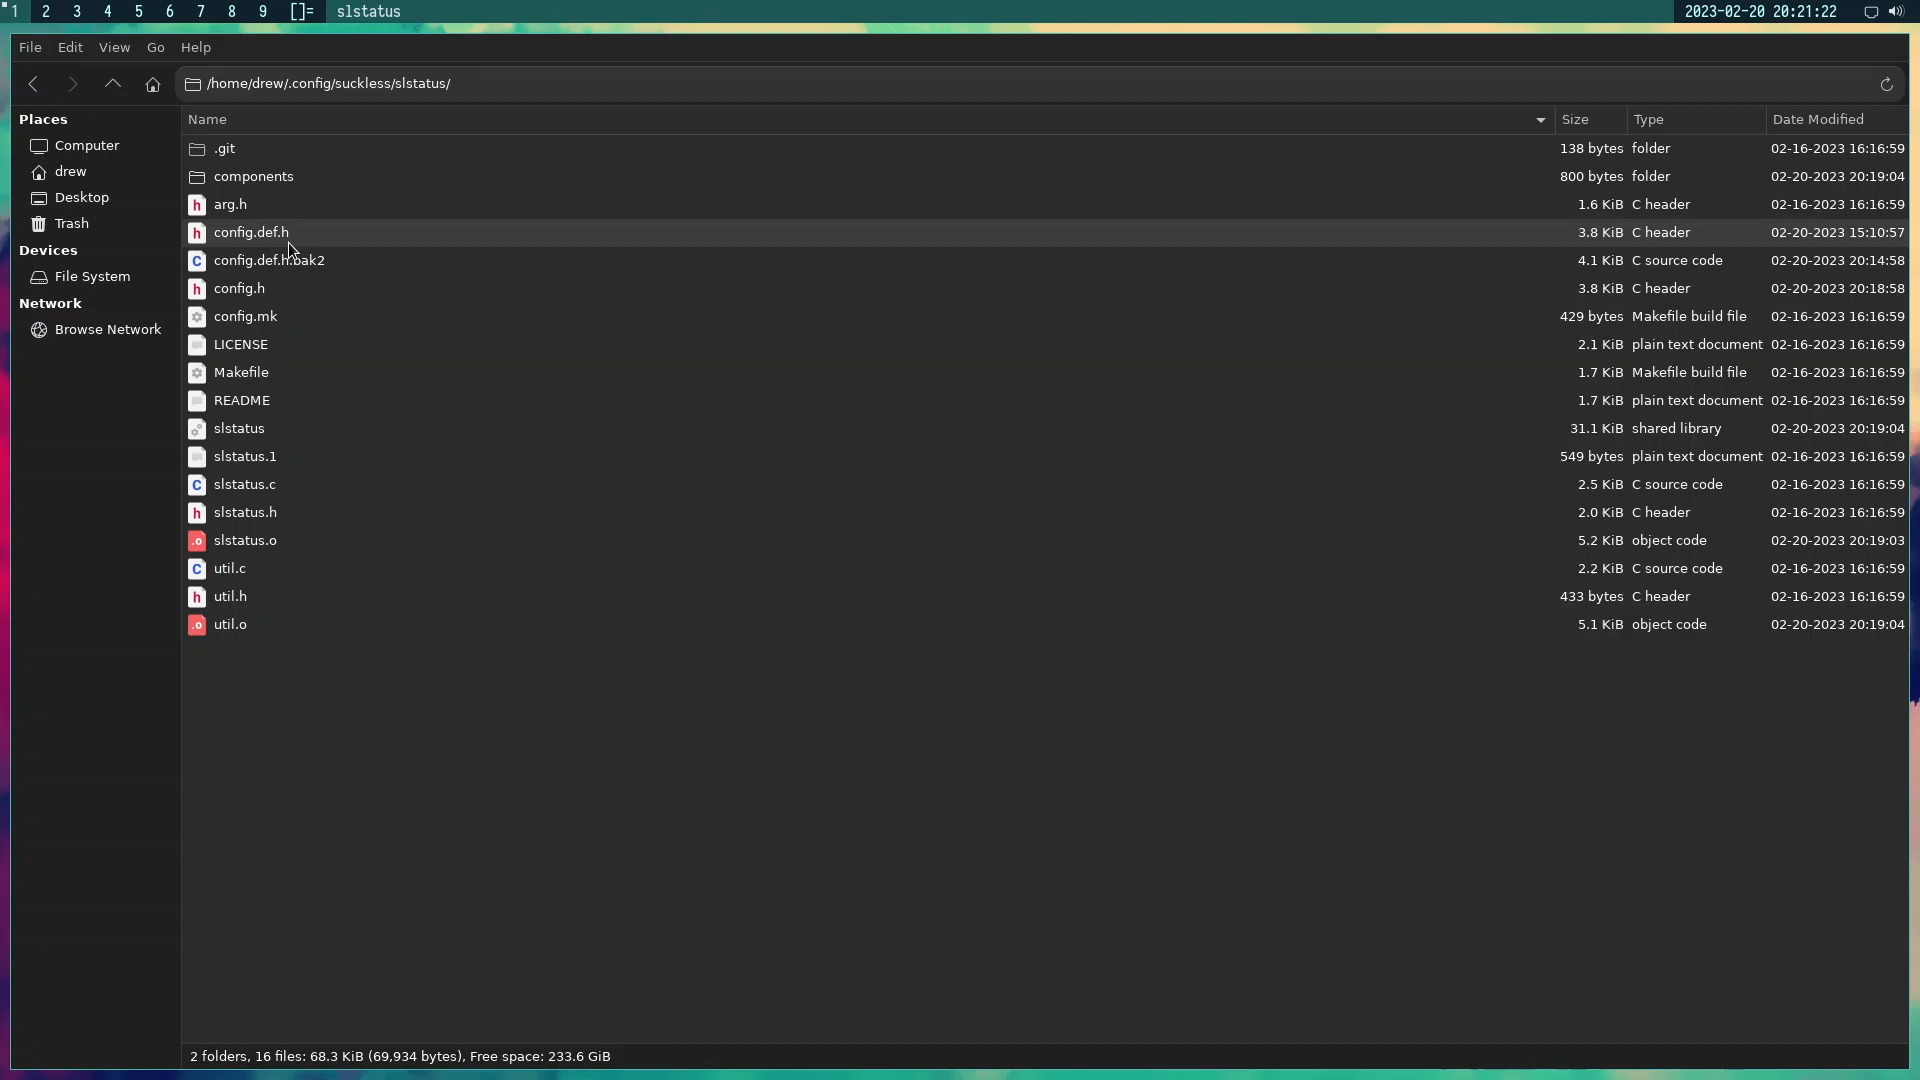 1 2 3 4 5 6 7 8 9 []= slstatus 2023-02-20 20:21:22
File Edit View Go Help
/home/drew/.config/suckless/slstatus/
Places
Computer
drew
Desktop
Trash
Devices
File System
Network
Browse Network
Name Size Type Date Modified
.git 138 bytes folder 02-16-2023 16:16:59
components 800 bytes folder 02-20-2023 20:19:04
h arg.h 1.6 KiB C header 02-16-2023 16:16:59
h config.def.h 3.8 KiB C header 02-20-2023 15:10:57
C config.def.h.bak2 4.1 KiB C source code 02-20-2023 20:14:58
h config.h 3.8 KiB C header 02-20-2023 20:18:58
config.mk 429 bytes Makefile build file 02-16-2023 16:16:59
LICENSE 2.1 KiB plain text document 02-16-2023 16:16:59
Makefile 1.7 KiB Makefile build file 02-16-2023 16:16:59
README 1.7 KiB plain text document 02-16-2023 16:16:59
slstatus 31.1 KiB shared library 02-20-2023 20:19:04
slstatus.1 549 bytes plain text document 02-16-2023 16:16:59
C slstatus.c 2.5 KiB C source code 02-16-2023 16:16:59
h slstatus.h 2.0 KiB C header 02-16-2023 16:16:59
.o slstatus.o 5.2 KiB object code 02-20-2023 20:19:03
C util.c 2.2 KiB C source code 02-16-2023 16:16:59
h util.h 433 bytes C header 02-16-2023 16:16:59
.o util.o 5.1 KiB object code 02-20-2023 20:19:04
2 folders, 16 files: 68.3 KiB (69,934 bytes), Free space: 233.6 GiB